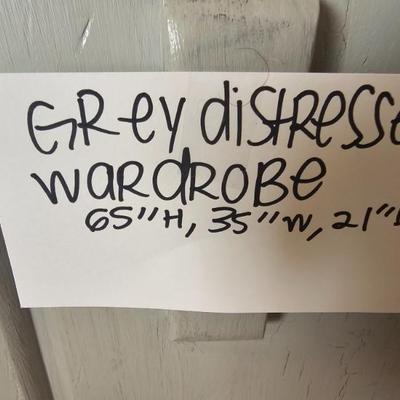 GREY diSTRESSE
WARDROBE
65"H, 35"W, 21"